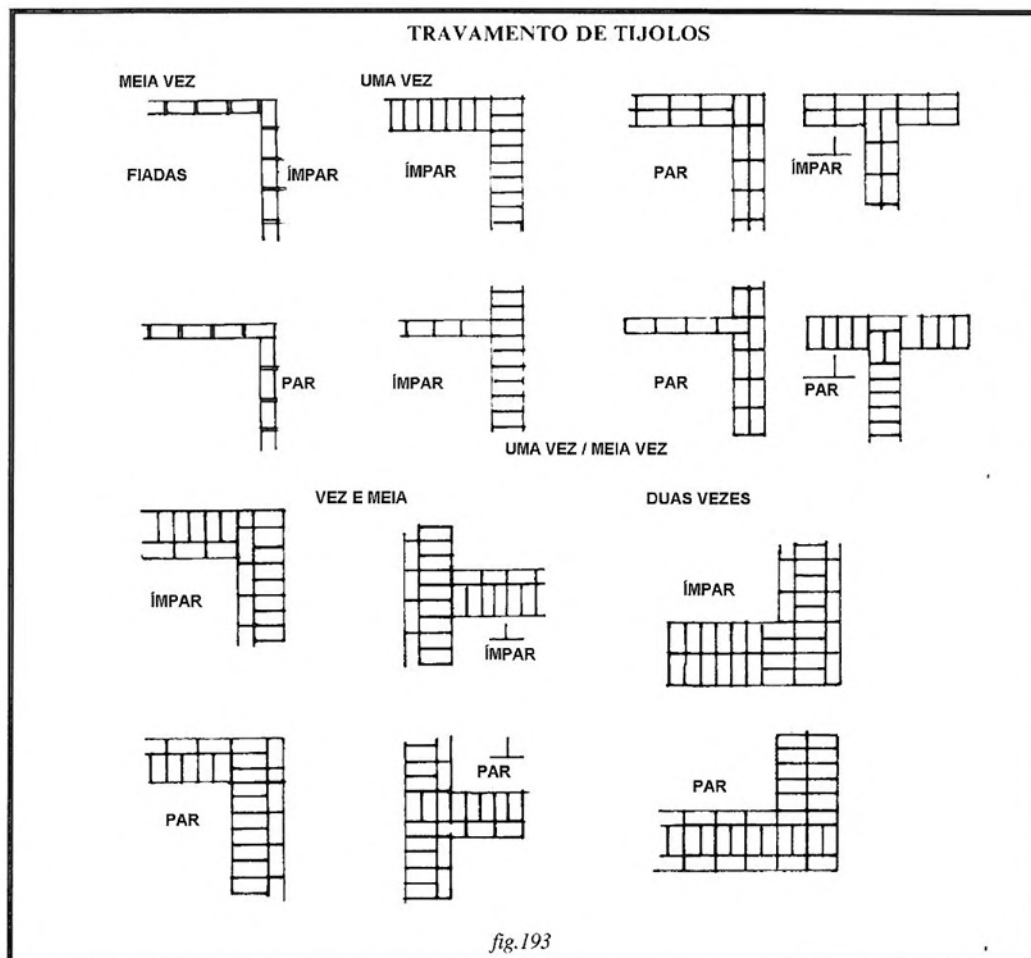 TRAVAMENTO DE TIJOLOS
MEIA VEZ
UMA VEZ
FIADAS
ÍMPAR
ÍMPAR
PAR
ÍMPAR
PAR
ÍMPAR
PAR
PAR
UMA VEZ / MEIA VEZ
VEZ E MEIA
DUAS VEZES
ÍMPAR
ÍMPAR
ÍMPAR
PAR
PAR
PAR
fig.193